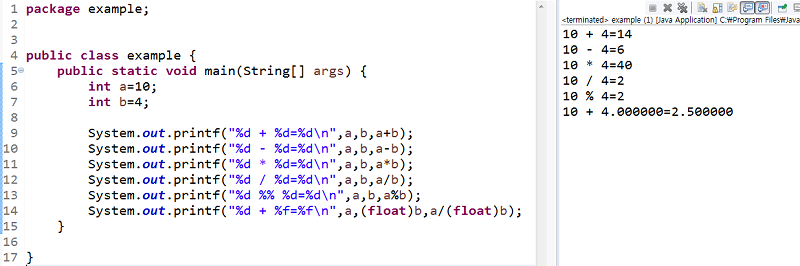 1 package example;
2
3
4 public class example {
5 public static void main(String[] args) {
6 int a=10;
7 int b=4;
8
9 System.out.printf("%d + %d=%d\n",a,b,a+b);
10 System.out.printf("%d - %d=%d\n",a,b,a-b);
11 System.out.printf("%d * %d=%d\n",a,b,a*b);
12 System.out.printf("%d / %d=%d\n",a,b,a/b);
13 System.out.printf("%d %% %d=%d\n",a,b,a%b);
14 System.out.printf("%d + %f=%f\n",a,(float)b,a/(float)b);
15 }
16
17 }
<terminated> example (1) [Java Application] C:₩Program Files₩Java
10 + 4=14
10 - 4=6
10 * 4=40
10 / 4=2
10 % 4=2
10 + 4.000000=2.500000